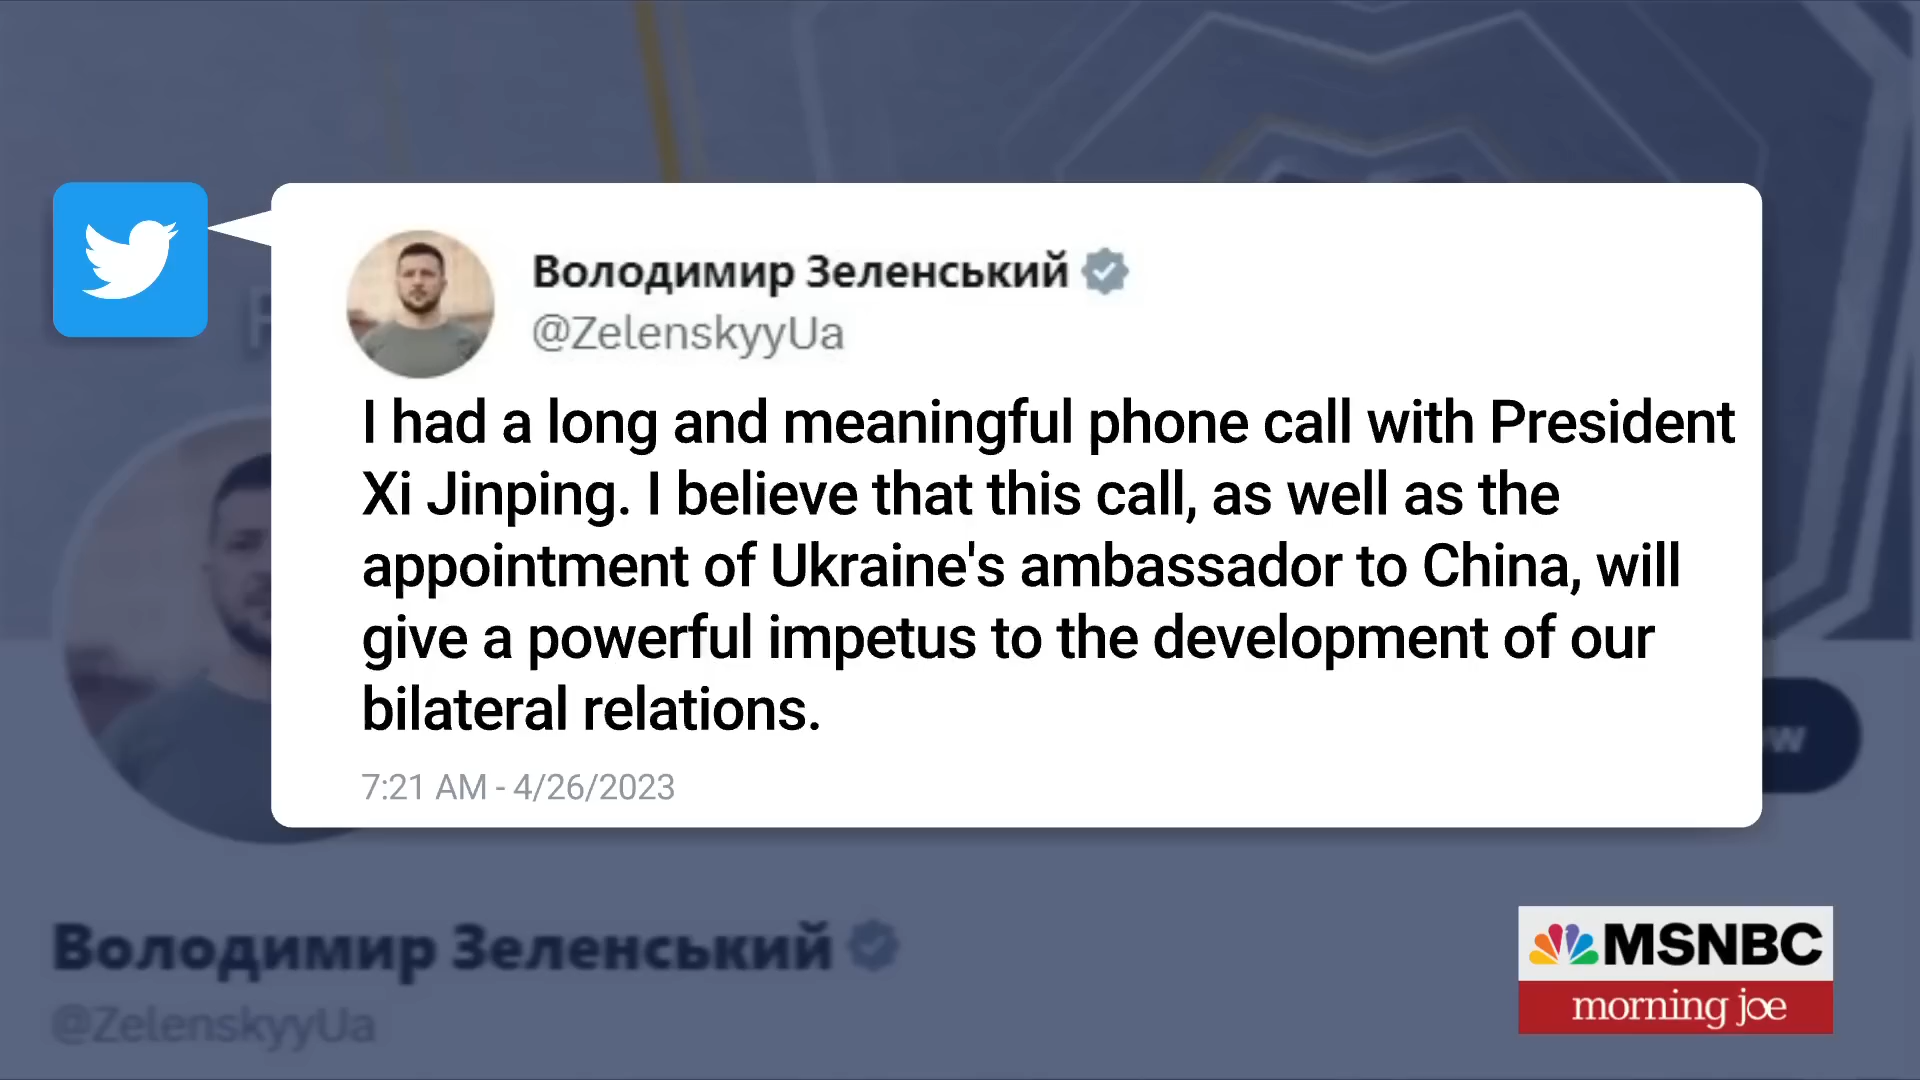 Володимир Зеленський
@ZelenskyyUa
I had a long and meaningful phone call with President
Xi Jinping. I believe that this call, as well as the
appointment of Ukraine's ambassador to China, will
give a powerful impetus to the development of our
bilateral relations.
7:21 AM - 4/26/2023
Володимир Зеленський
@ZelenskyyUa
MSNBC
morning joe